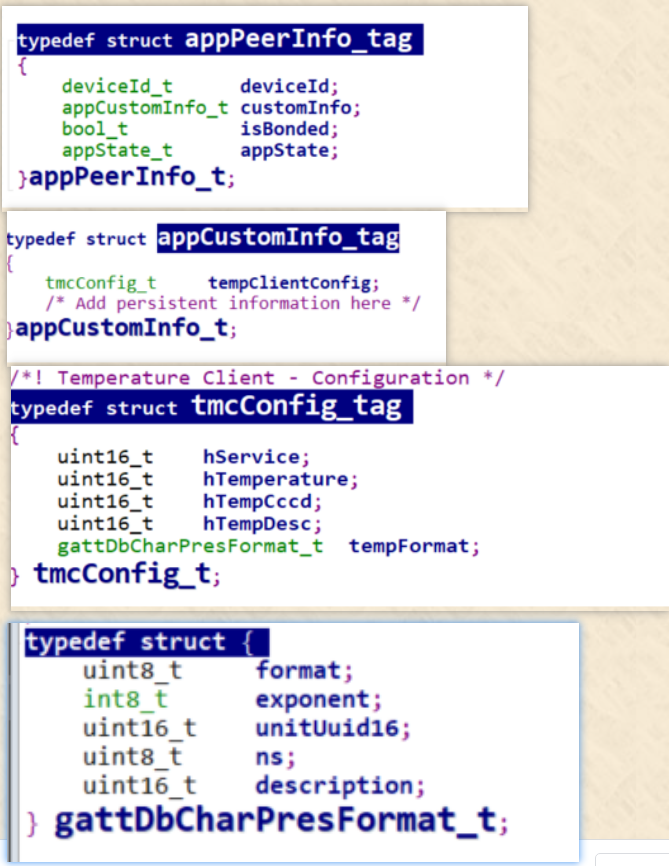 typedef struct appPeerInfo_tag
{
deviceId_t deviceId;
appCustomInfo_t customInfo;
bool_t isBonded;
appState_t appState;
}appPeerInfo_t;
typedef struct appCustomInfo_tag
{
tmcConfig_t tempClientConfig;
/* Add persistent information here */
}appCustomInfo_t;
/*! Temperature Client - Configuration */
typedef struct tmcConfig_tag
{
uint16_t hService;
uint16_t hTemperature;
uint16_t hTempCccd;
uint16_t hTempDesc;
gattDbCharPresFormat_t tempFormat;
} tmcConfig_t;
typedef struct {
uint8_t format;
int8_t exponent;
uint16_t unitUuid16;
uint8_t ns;
uint16_t description;
} gattDbCharPresFormat_t;